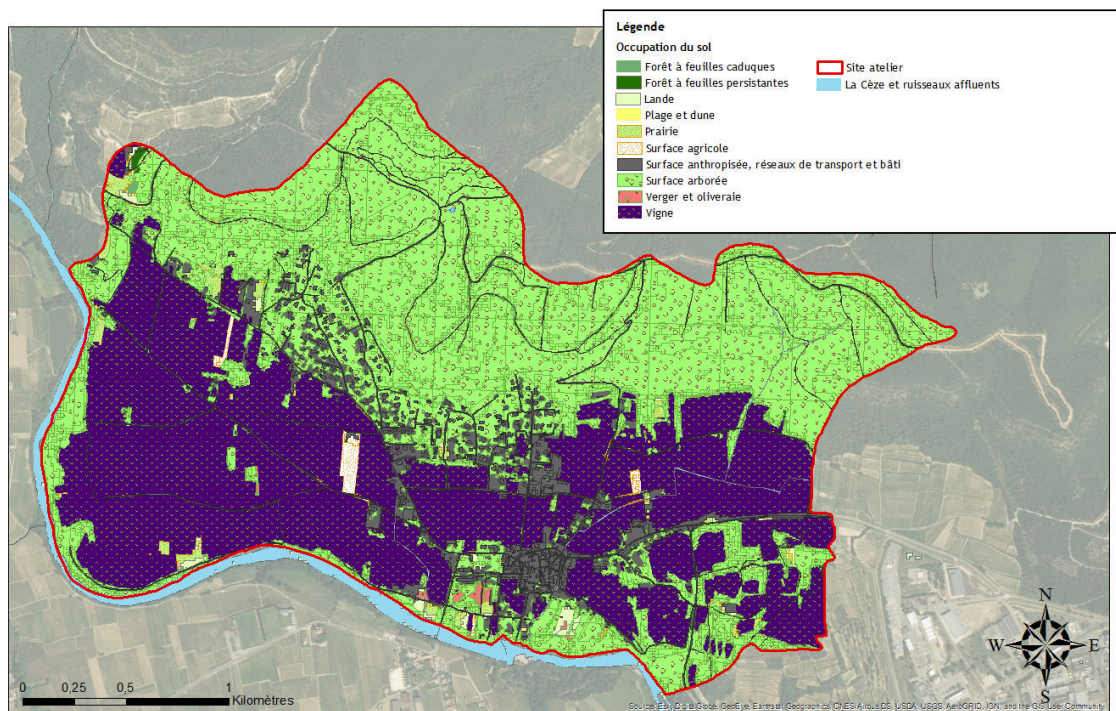 Légende
Occupation du sol
Forêt à feuilles caduques
Forêt à feuilles persistantes
Lande
Plage et dune
Prairie
Surface agricole
Surface anthropisée, réseaux de transport et bâti
Surface arborée
Verger et oliveraie
Vigne
Site atelier
La Cèze et ruisseaux affluents
N
W E
S
0 0,25 0,5 1
Kilomètres
Source: Esri, DigitalGlobe, GeoEye, Earthstar Geographics, CNES/Airbus DS, USDA, USGS, AeroGRID, IGN, and the GIS User Community